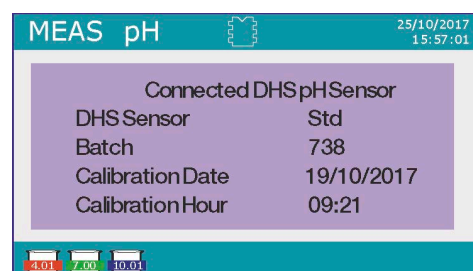 MEAS pH
25/10/2017
15:57:01
Connected DHS pH Sensor
DHS Sensor Std
Batch 738
Calibration Date 19/10/2017
Calibration Hour 09:21
4.01 7.00 10.01